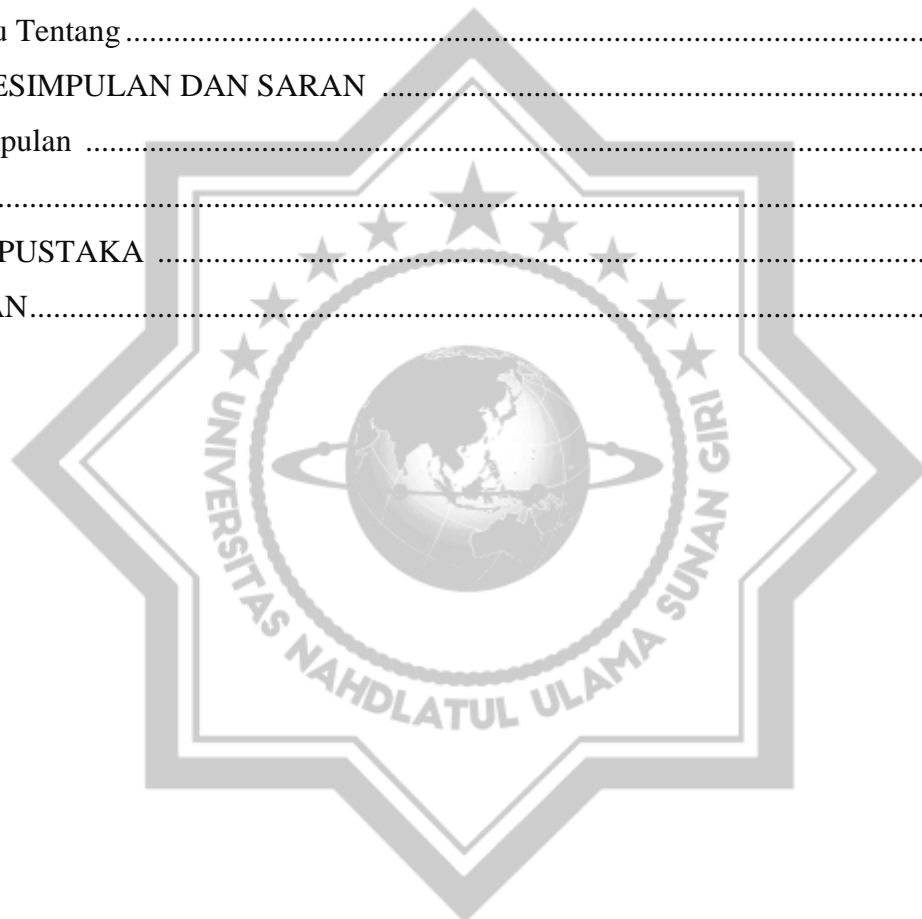 u Tentang ........................................................................................................
ESIMPULAN DAN SARAN ......................................................................
pulan ..............................................................................................................
..........................................................................................................................
PUSTAKA .....................................................................................................
AN...................................................................................................................
UNIVERSITAS NAHDLATUL ULAMA SUNAN GIRI